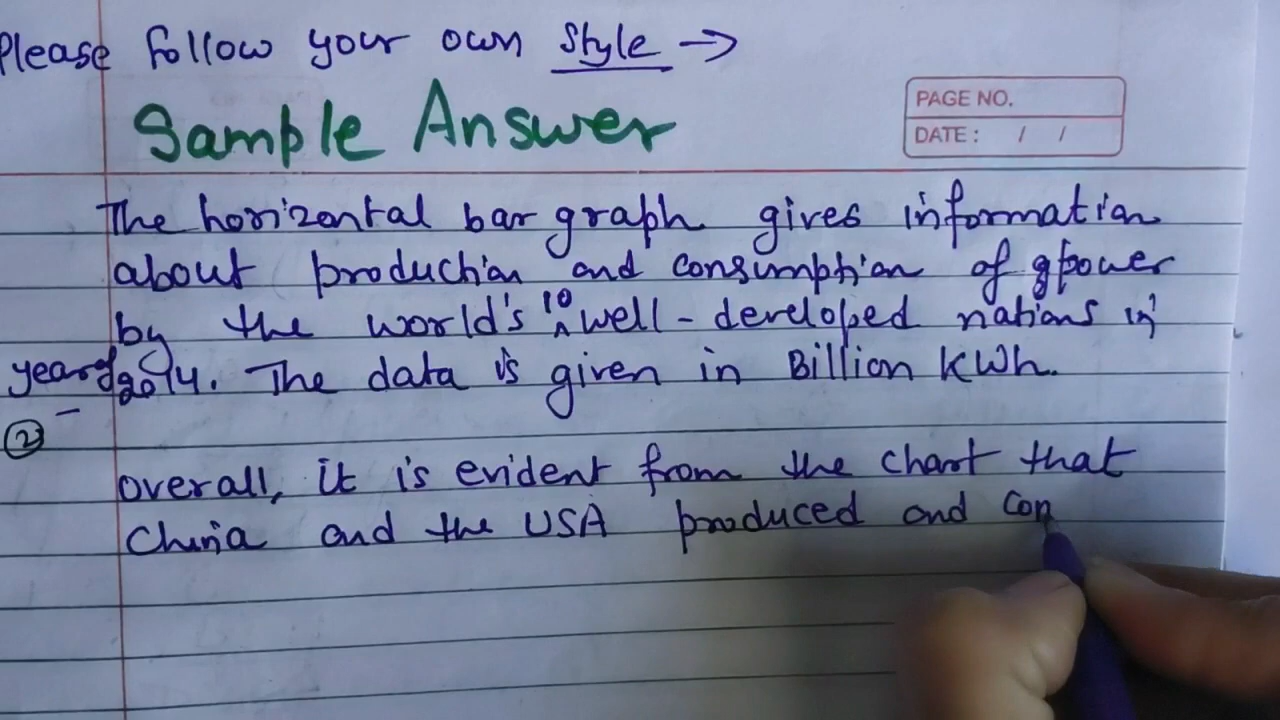 Please follow your own style →
Sample Answer
PAGE NO.
DATE : / /
The horizental bar graph gives information
about production and consumption of power
by the world's 10 well-developed nations in
year of 2014. The data is given in Billion KWh.
②
overall, it is evident from the chart that
China and the USA produced and con